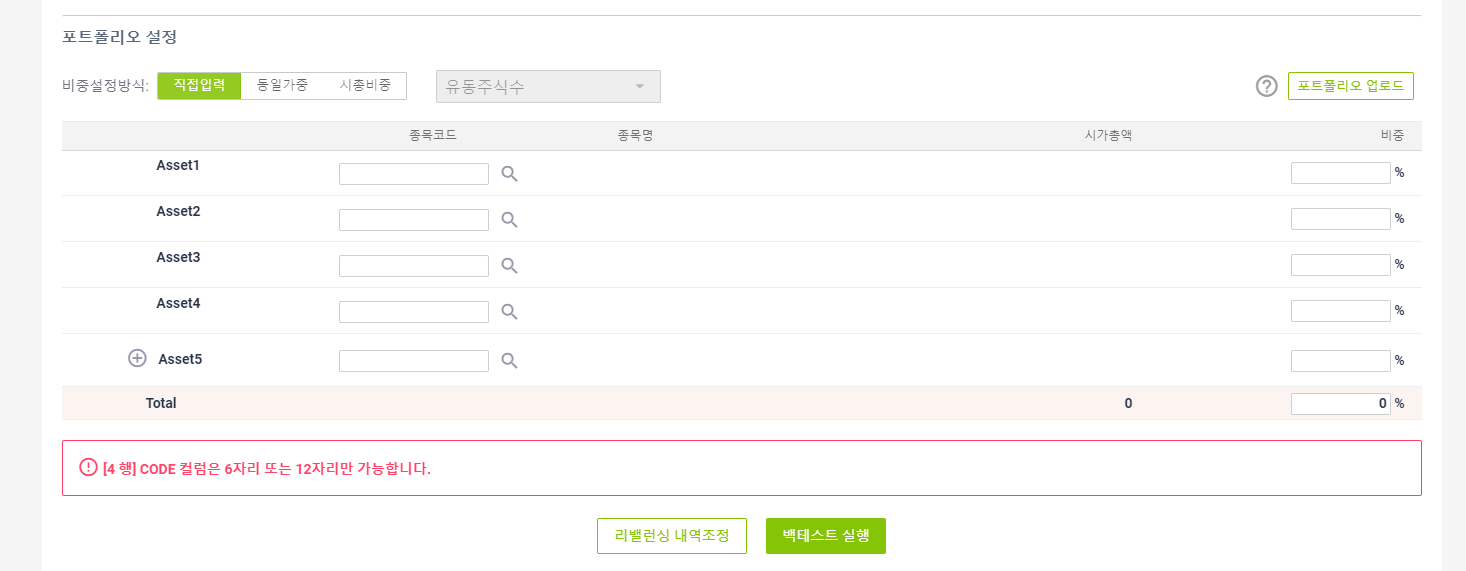 포트폴리오 설정
비중설정방식: 직접입력 동일가중 시총비중 유동주식수 포트폴리오 업로드
종목코드 종목명 시가총액 비중
Asset1 %
Asset2 %
Asset3 %
Asset4 %
Asset5 %
Total 0 0 %
[4 행] CODE 컬럼은 6자리 또는 12자리만 가능합니다.
리밸런싱 내역조정 백테스트 실행